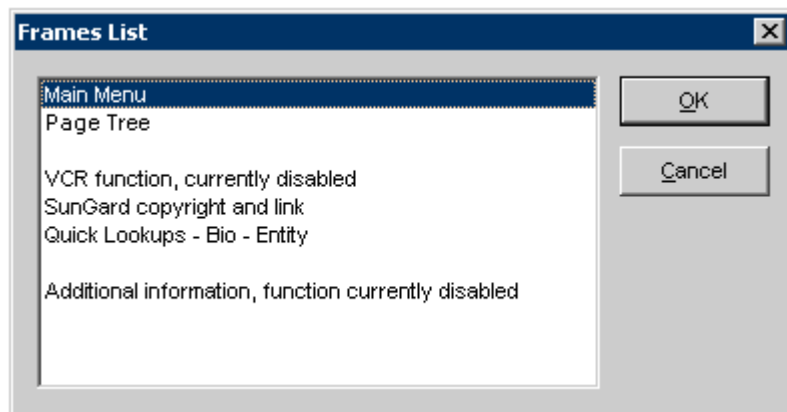 Frames List
Main Menu
Page Tree
VCR function, currently disabled
SunGard copyright and link
Quick Lookups - Bio - Entity
Additional information, function currently disabled
OK
Cancel